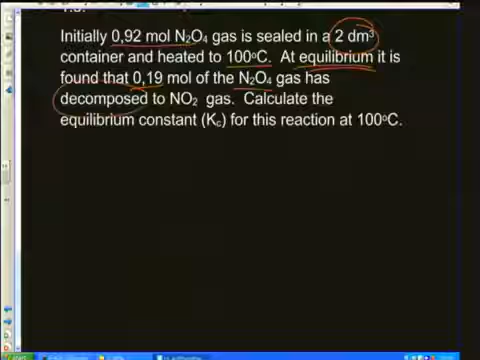 Initially 0,92 mol N₂O₄ gas is sealed in a 2 dm³
container and heated to 100°C. At equilibrium it is
found that 0,19 mol of the N₂O₄ gas has
decomposed to NO₂ gas. Calculate the
equilibrium constant (Kc) for this reaction at 100°C.